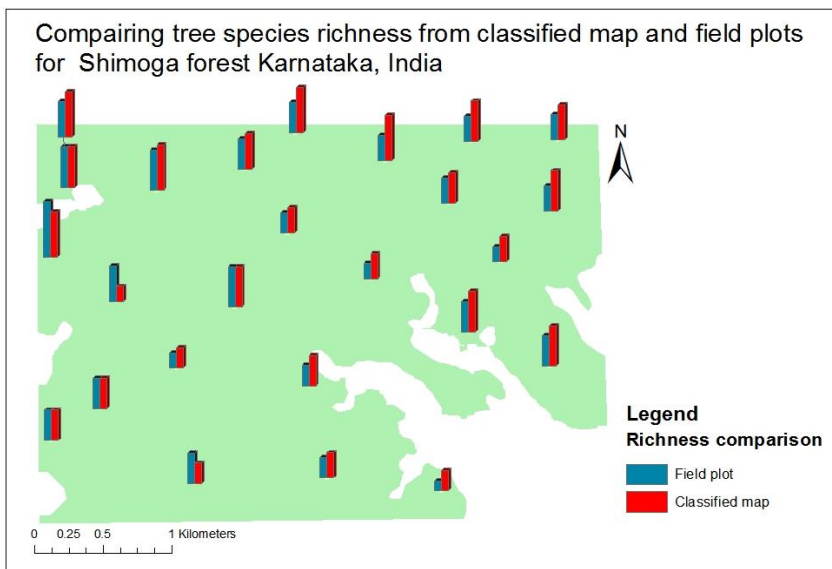 Compairing tree species richness from classified map and field plots
for Shimoga forest Karnataka, India
N
Legend
Richness comparison
Field plot
Classified map
0 0.25 0.5 1 Kilometers